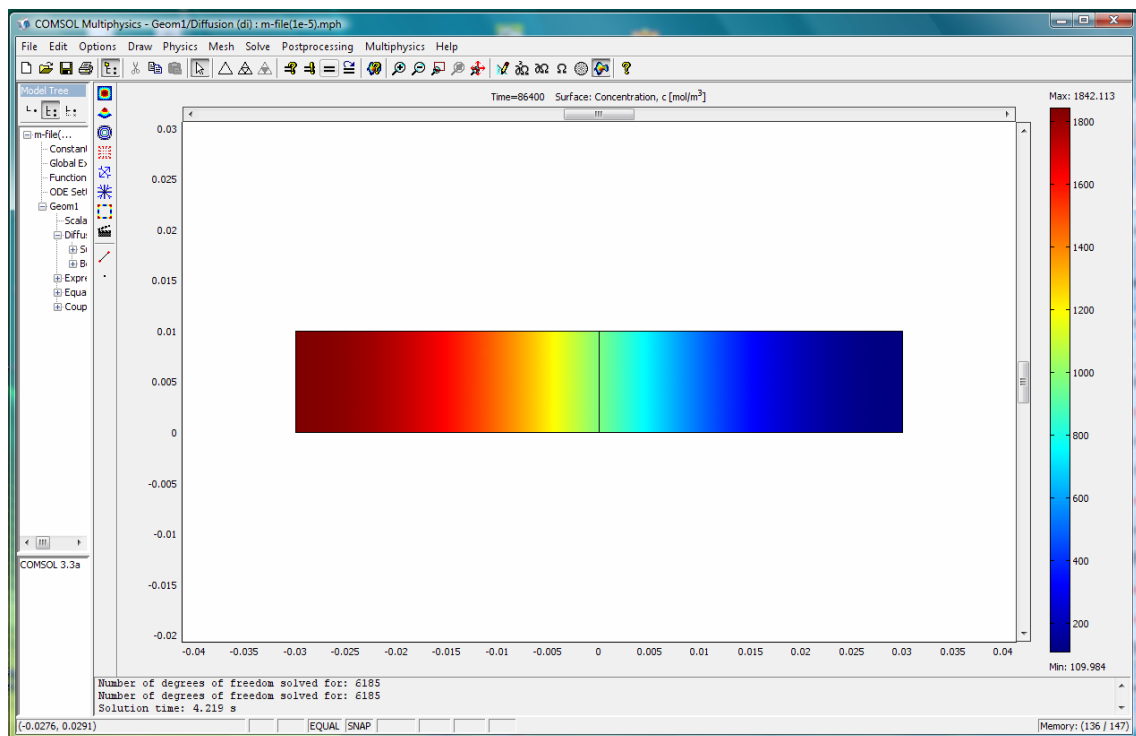 COMSOL Multiphysics - Geom1/Diffusion (di) : m-file(1e-5).mph
File Edit Options Draw Physics Mesh Solve Postprocessing Multiphysics Help
Model Tree
m-file(...
Constant
Global Ex
Function
ODE Sett
Geom1
Scala
Diffu:
Su
Bo
Expre
Equa
Coup
COMSOL 3.3a
Time=86400 Surface: Concentration, c [mol/m³]
0.03
0.025
0.02
0.015
0.01
0.005
0
-0.005
-0.01
-0.015
-0.02
-0.04 -0.035 -0.03 -0.025 -0.02 -0.015 -0.01 -0.005 0 0.005 0.01 0.015 0.02 0.025 0.03 0.035 0.04
Max: 1842.113
1800
1600
1400
1200
1000
800
600
400
200
Min: 109.984
Number of degrees of freedom solved for: 6185
Number of degrees of freedom solved for: 6185
Solution time: 4.219 s
(-0.0276, 0.0291) EQUAL SNAP Memory: (136 / 147)